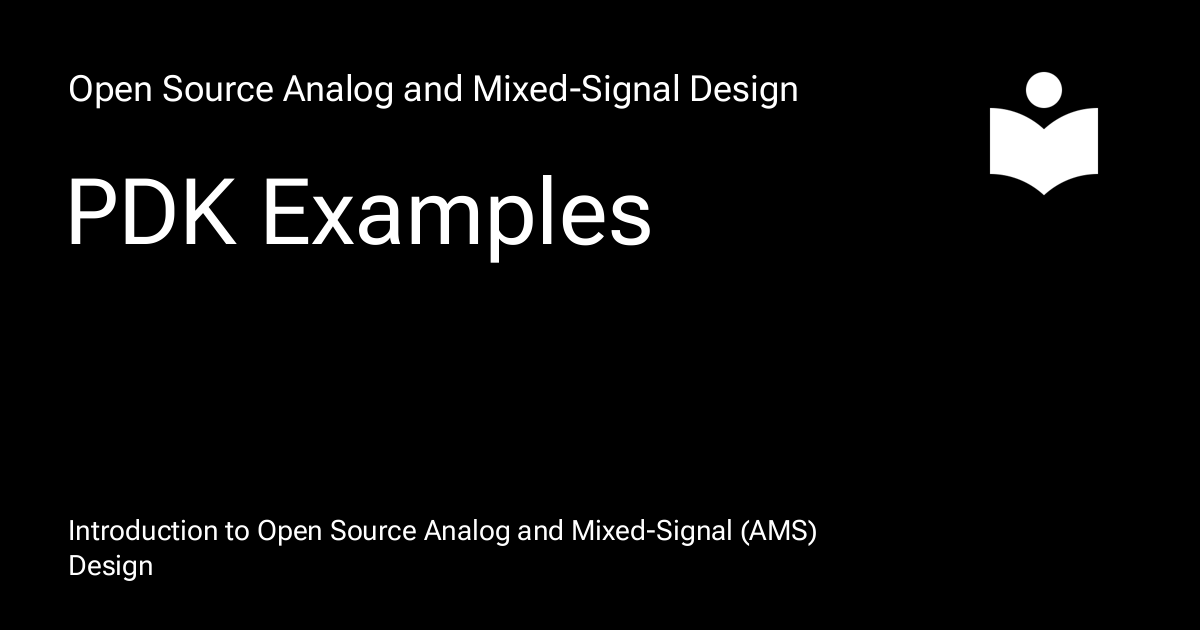 Open Source Analog and Mixed-Signal Design
PDK Examples
Introduction to Open Source Analog and Mixed-Signal (AMS)
Design